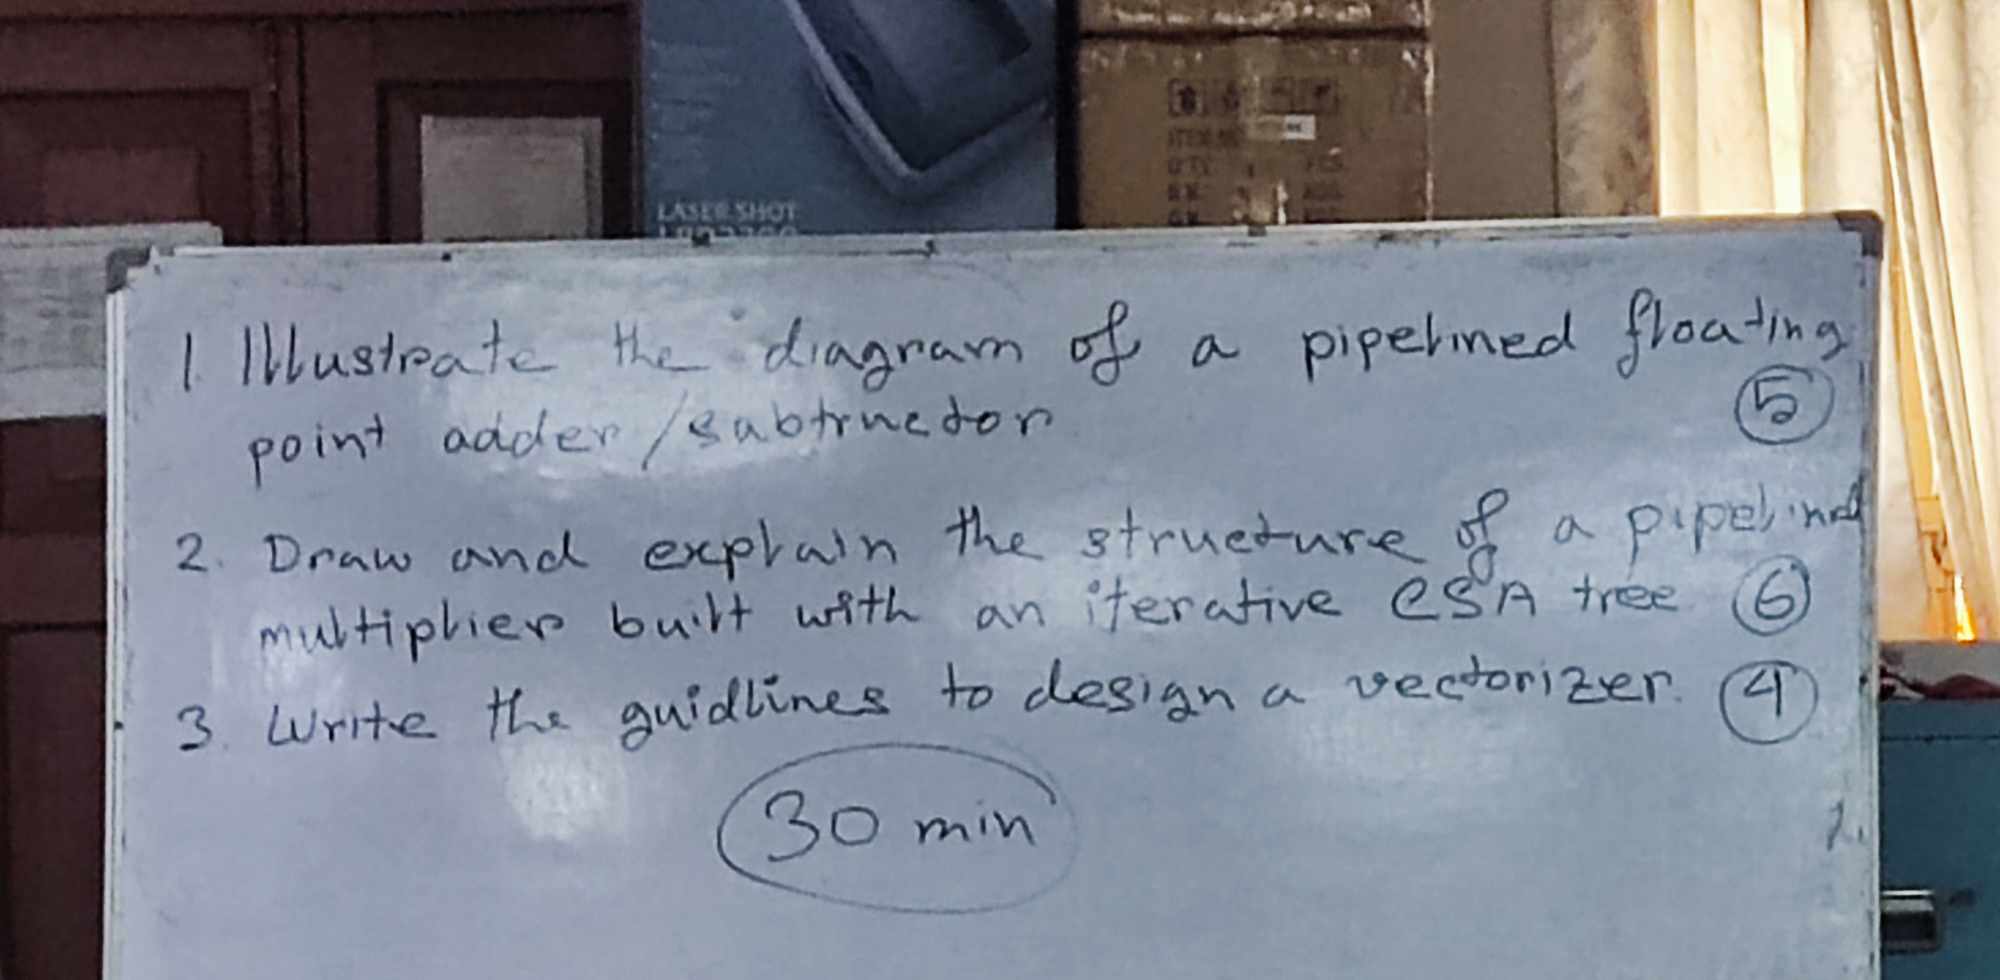 LASER SHOT
1. Illustrate the diagram of a pipelined floating
point adder/sabtructor
5
2. Draw and explain the structure of a pipelined
multiplier built with an iterative CSA tree 6
3. Write the guidlines to design a vectorizer. 4
30 min